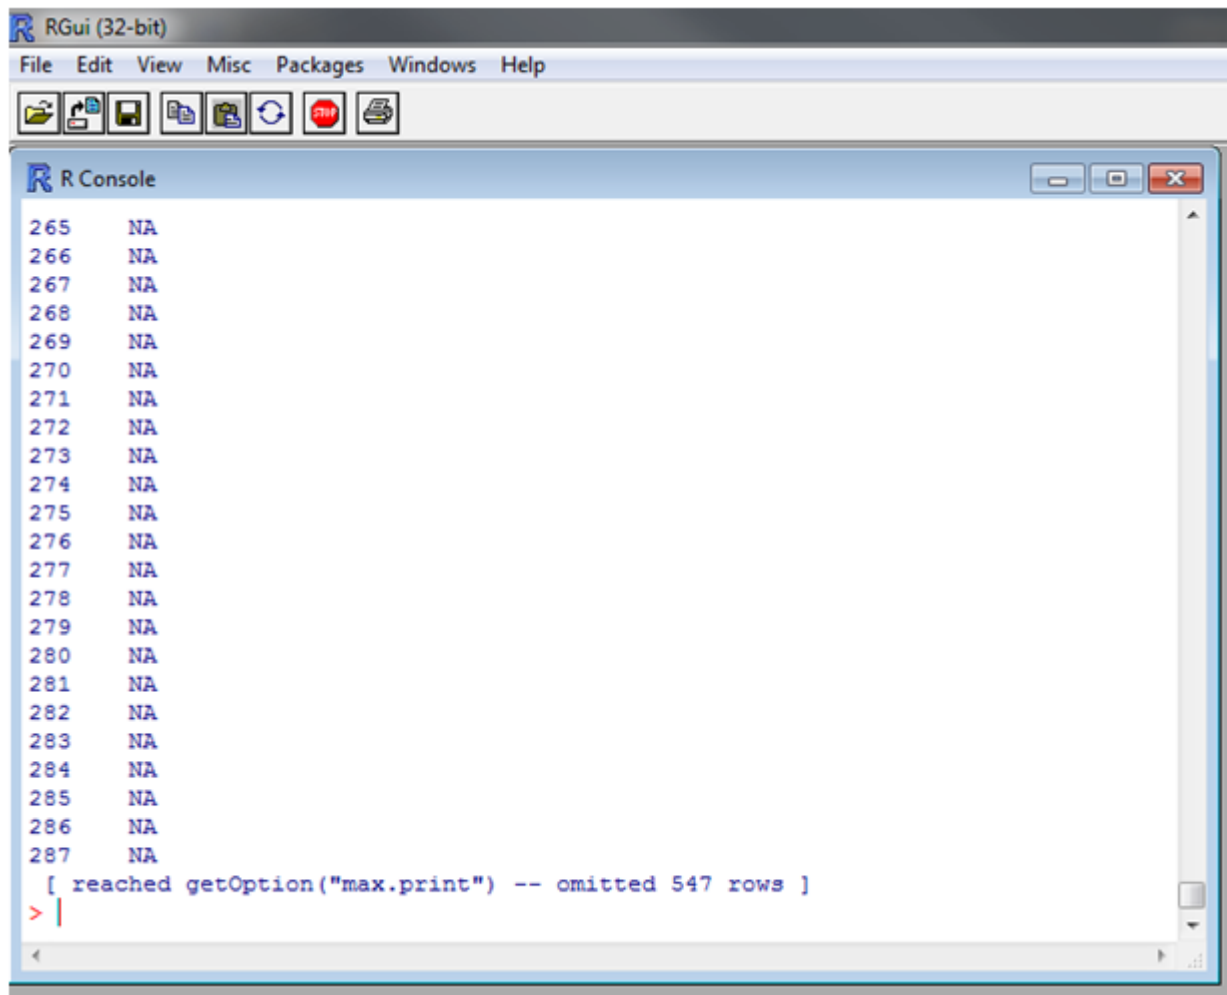 RGui (32-bit)
File Edit View Misc Packages Windows Help
STOP
R Console
265 NA
266 NA
267 NA
268 NA
269 NA
270 NA
271 NA
272 NA
273 NA
274 NA
275 NA
276 NA
277 NA
278 NA
279 NA
280 NA
281 NA
282 NA
283 NA
284 NA
285 NA
286 NA
287 NA
[ reached getOption("max.print") -- omitted 547 rows ]
>